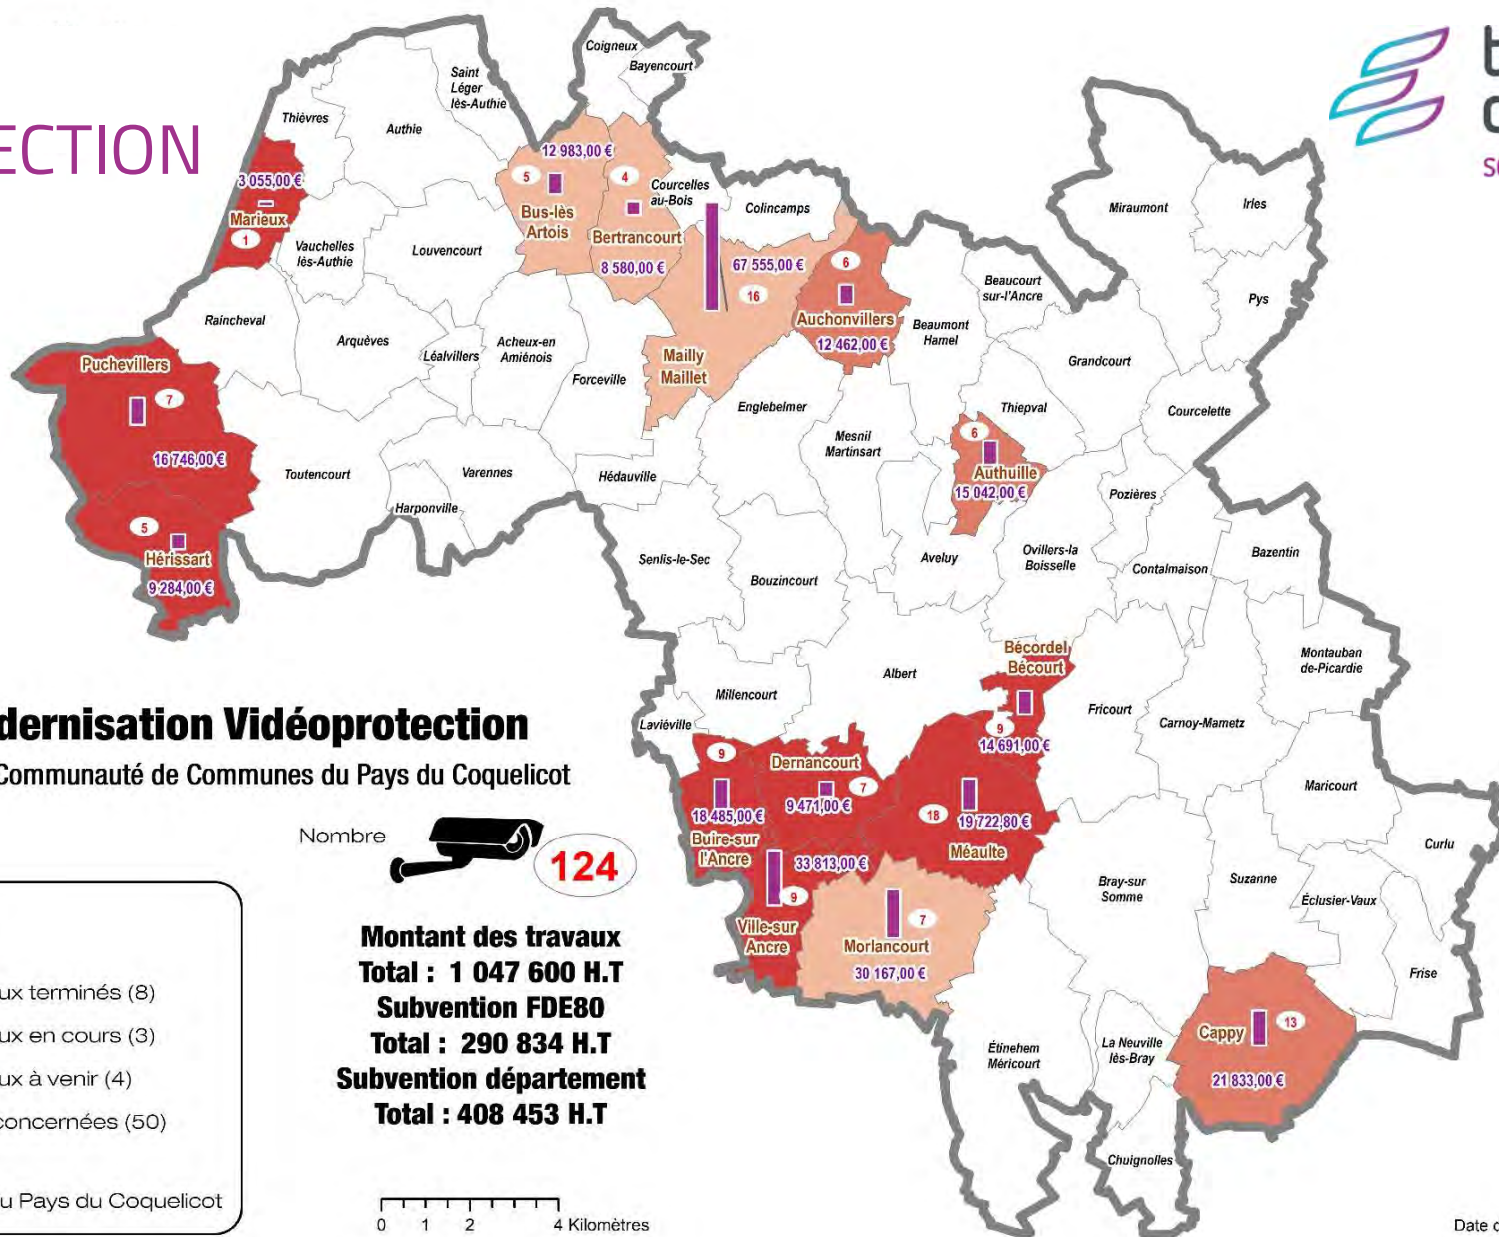 ECTION
Coigneux
Bayencourt
Saint
Léger
lès-Authie
Thièvres
Authie
3 055,00 €
Marieux
1
Vauchelles
lès-Authie
Louvencourt
12 983,00 €
5
Bus-lès
Artois
4
Bertrancourt
8 580,00 €
Courcelles
au-Bois
Colincamps
67 555,00 €
16
Mailly
Maillet
6
Auchonvillers
12 462,00 €
Beaumont
Hamel
Beaucourt
sur-l'Ancre
Miraumont
Irles
Pys
Grandcourt
Courcelette
Thiepval
6
Authuille
15 042,00 €
Raincheval
Arquèves
Léalvillers
Acheux-en
Amiénois
Forceville
Englebelmer
Mesnil
Martinsart
Puchevillers
7
16 746,00 €
Toutencourt
Varennes
Harponville
Hédauville
5
Hérissart
9 284,00 €
Senlis-le-Sec
Bouzincourt
Aveluy
Ovillers-la
Boisselle
Pozières
Contalmaison
Bazentin
Montauban
de-Picardie
Millencourt
Laviéville
Albert
Bécordel
Bécourt
9
14 691,00 €
Fricourt
Carnoy-Mametz
Maricourt
Curlu
9
18 485,00 €
Buire-sur
l'Ancre
Dernancourt
7
9 471,00 €
18
19 722,80 €
Méaulte
33 813,00 €
9
Ville-sur
Ancre
7
Morlancourt
30 167,00 €
Bray-sur
Somme
Suzanne
Éclusier-Vaux
Frise
Cappy
13
21 833,00 €
Étinehem
Méricourt
La Neuville
lès-Bray
Chuignolles
dernisation Vidéoprotection
Communauté de Communes du Pays du Coquelicot
Nombre
124
Montant des travaux
Total : 1 047 600 H.T
Subvention FDE80
Total : 290 834 H.T
Subvention département
Total : 408 453 H.T
ux terminés (8)
ux en cours (3)
ux à venir (4)
concernées (50)
u Pays du Coquelicot
0 1 2 4 Kilomètres
Date